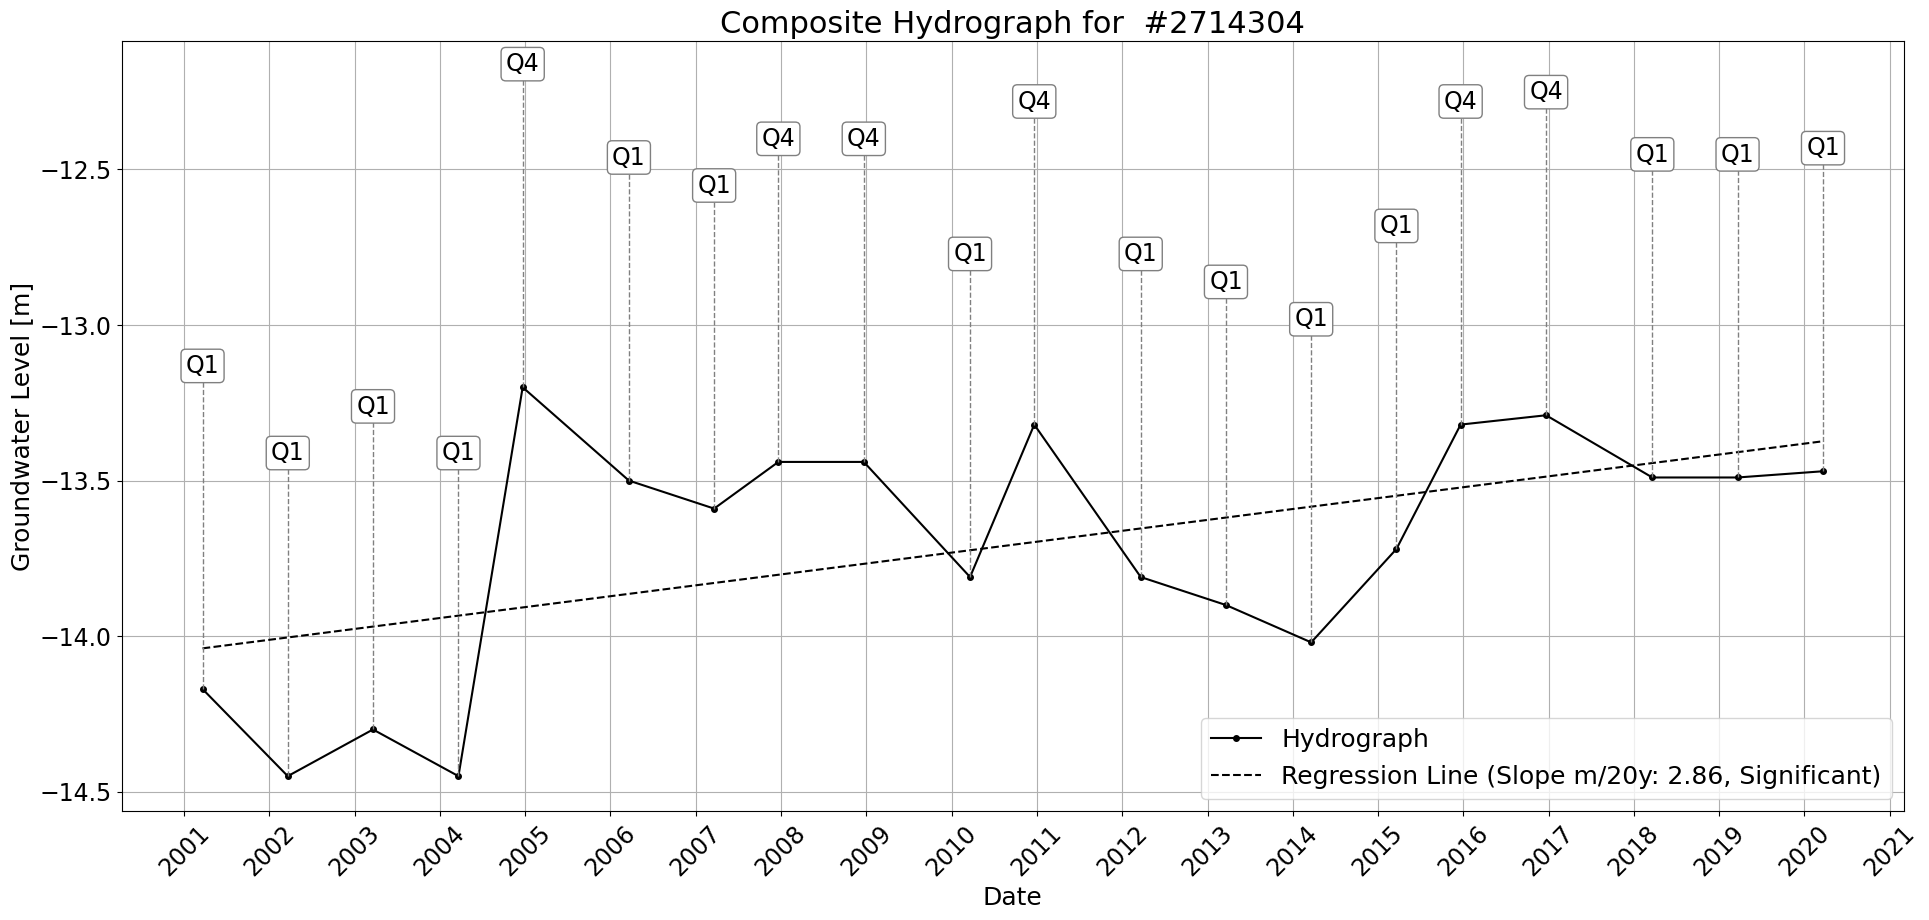 Composite Hydrograph for  #2714304
Groundwater Level [m]
−12.5
−13.0
−13.5
−14.0
−14.5
Q1
Q1
Q1
Q1
Q4
Q1
Q1
Q4
Q4
Q1
Q4
Q1
Q1
Q1
Q1
Q4
Q4
Q1
Q1
Q1
Hydrograph
Regression Line (Slope m/20y: 2.86, Significant)
2001
2002
2003
2004
2005
2006
2007
2008
2009
2010
2011
2012
2013
2014
2015
2016
2017
2018
2019
2020
2021
Date